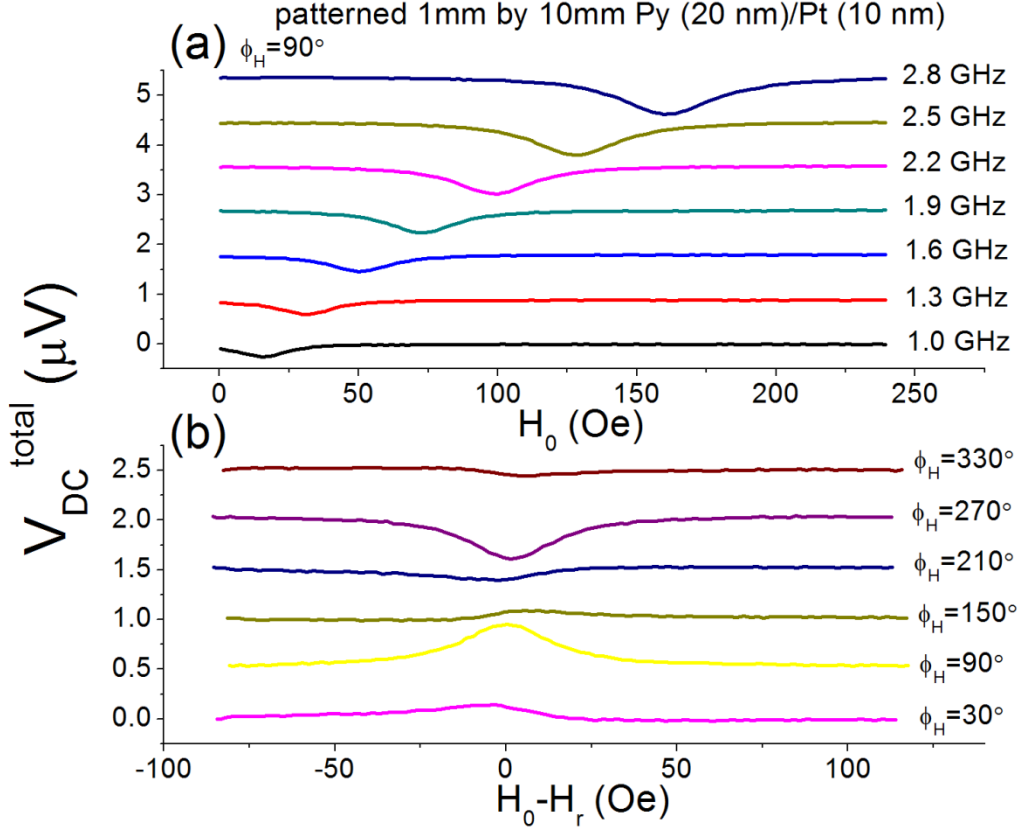 patterned 1mm by 10mm Py (20 nm)/Pt (10 nm)
(a) ϕH=90°
2.8 GHz
2.5 GHz
2.2 GHz
1.9 GHz
1.6 GHz
1.3 GHz
1.0 GHz
5
4
3
2
1
0
0 50 100 150 200 250
H0 (Oe)
VDC total (μV)
(b)
ϕH=330°
ϕH=270°
ϕH=210°
ϕH=150°
ϕH=90°
ϕH=30°
2.5
2.0
1.5
1.0
0.5
0.0
-100 -50 0 50 100
H0-Hr (Oe)